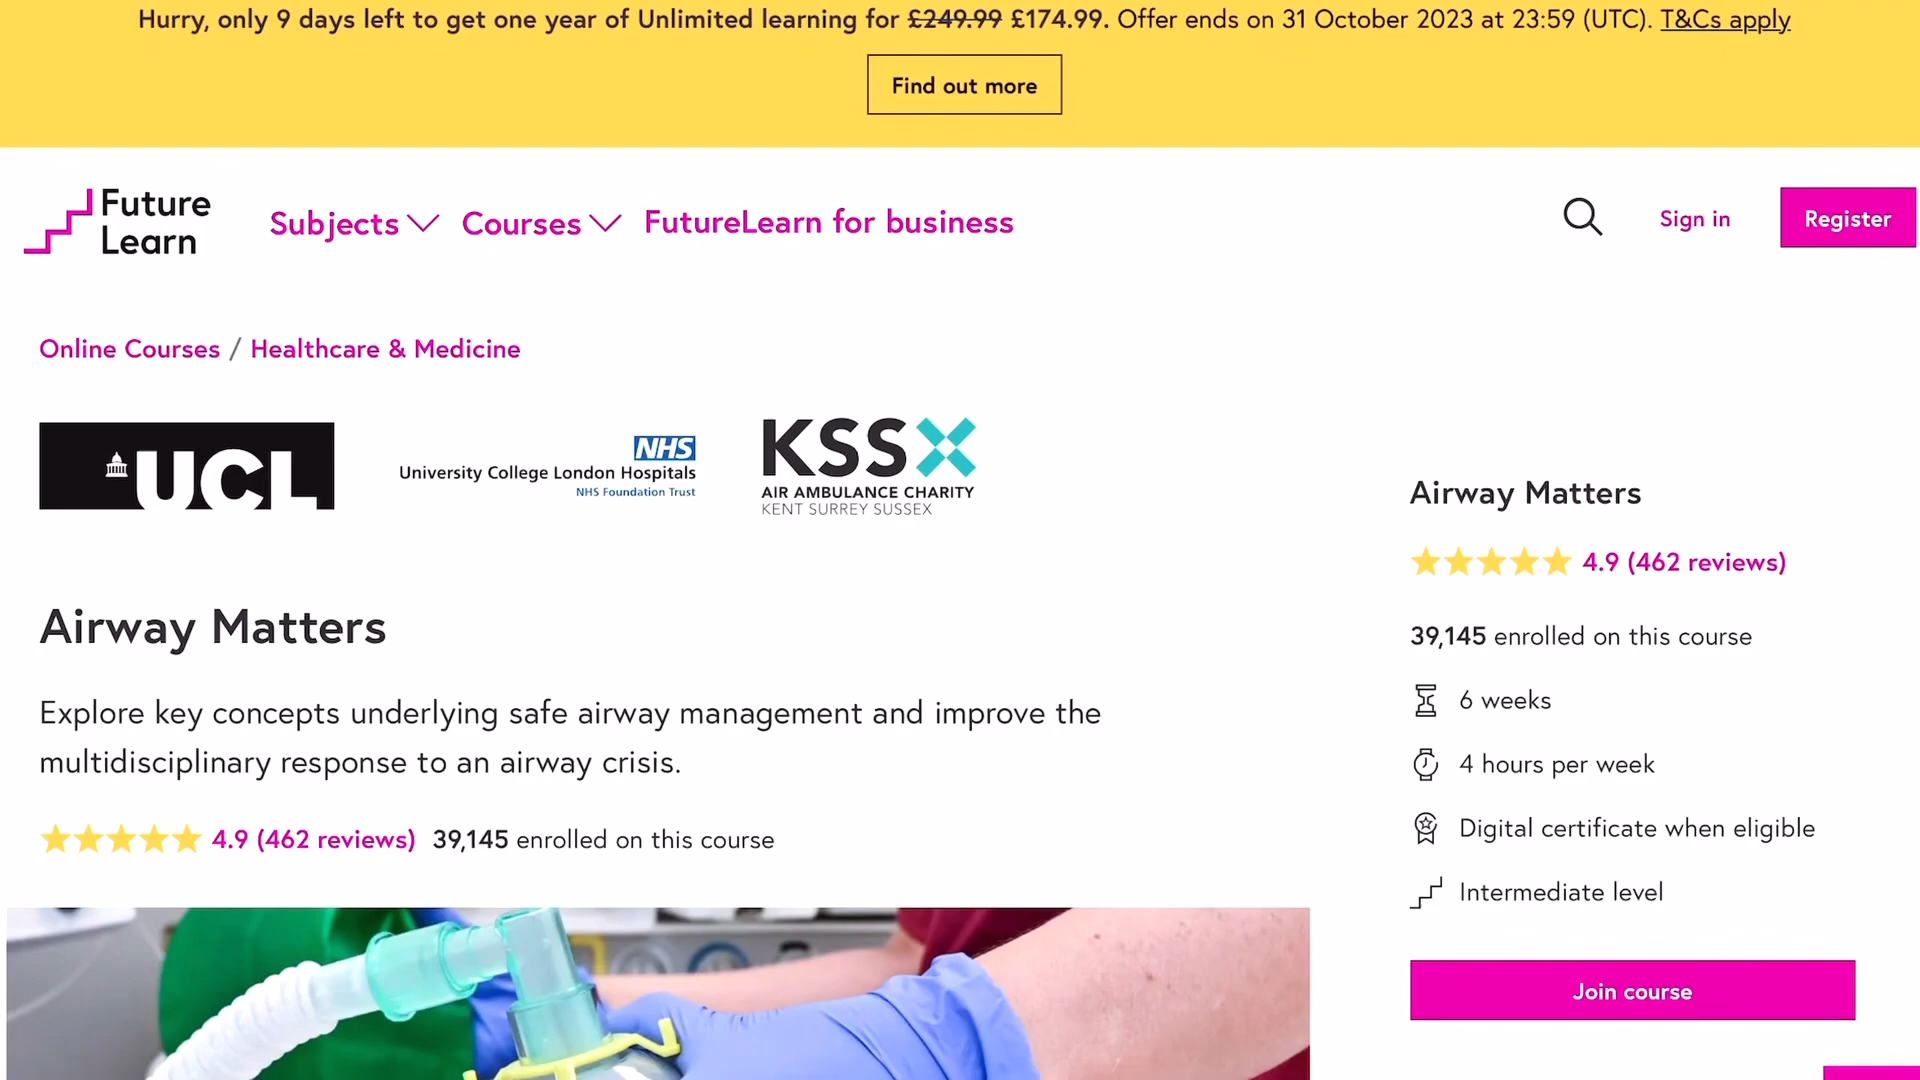 Hurry, only 9 days left to get one year of Unlimited learning for £249.99 £174.99. Offer ends on 31 October 2023 at 23:59 (UTC). T&Cs apply
Find out more
Future
Learn
Subjects
Courses
FutureLearn for business
Sign in
Register
Online Courses / Healthcare & Medicine
UCL
NHS
University College London Hospitals
NHS Foundation Trust
KSS
AIR AMBULANCE CHARITY
KENT SURREY SUSSEX
Airway Matters
Explore key concepts underlying safe airway management and improve the
multidisciplinary response to an airway crisis.
4.9 (462 reviews) 39,145 enrolled on this course
Airway Matters
4.9 (462 reviews)
39,145 enrolled on this course
6 weeks
4 hours per week
Digital certificate when eligible
Intermediate level
Join course